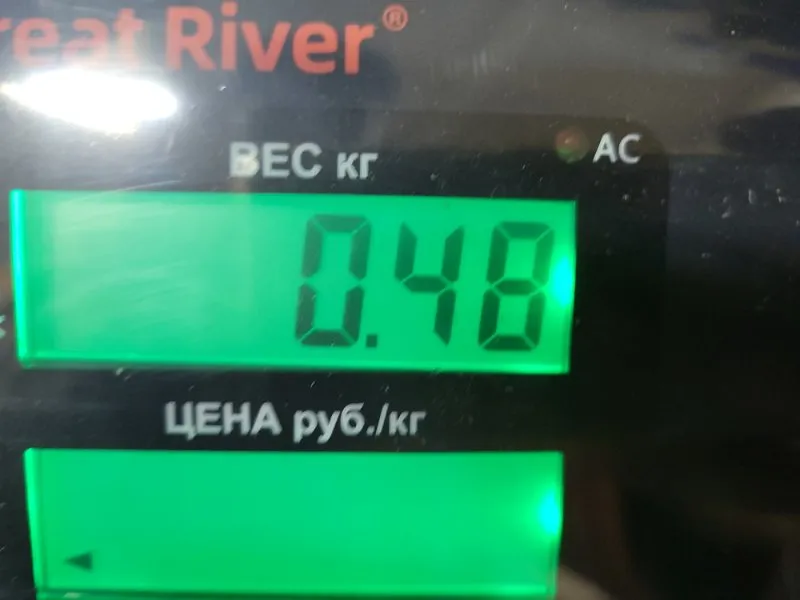 reat River®
ВЕС кг
AC
0.48
ЦЕНА руб./кг